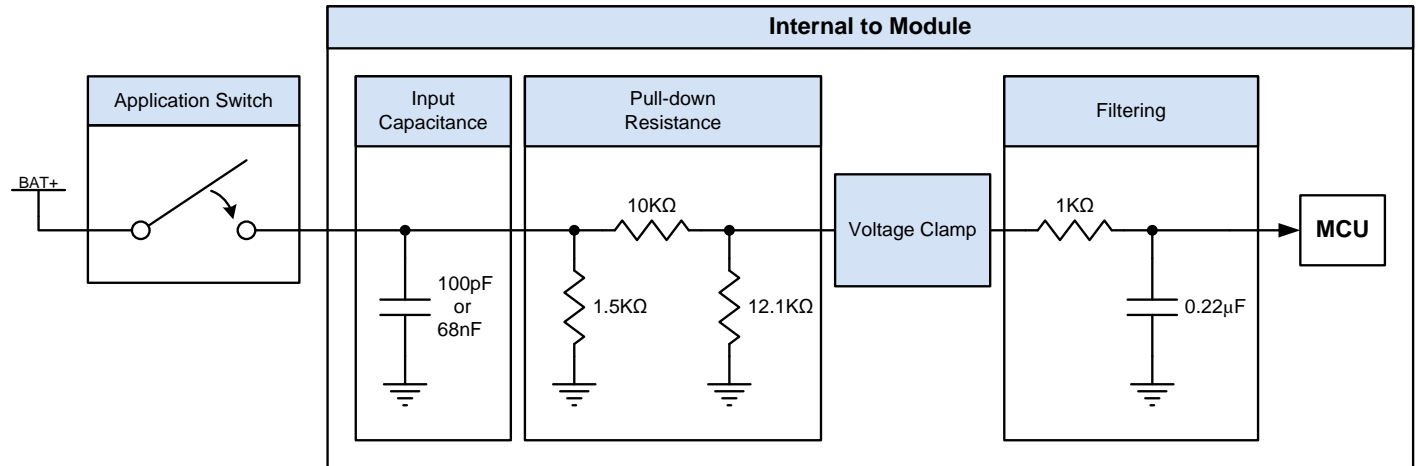 Internal to Module
Application Switch
Input
Capacitance
Pull-down
Resistance
Filtering
BAT+
10KΩ
1KΩ
Voltage Clamp
MCU
100pF
or
68nF
1.5KΩ
12.1KΩ
0.22µF